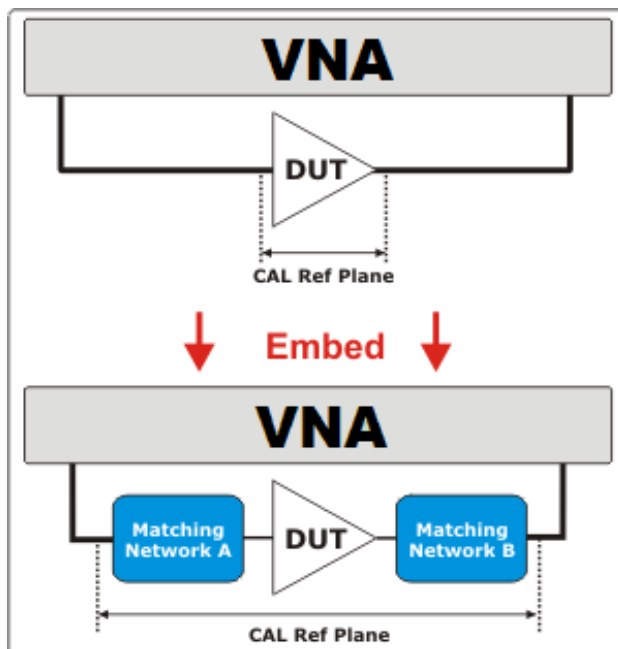 VNA
DUT
CAL Ref Plane
Embed
VNA
Matching
Network A
DUT
Matching
Network B
CAL Ref Plane